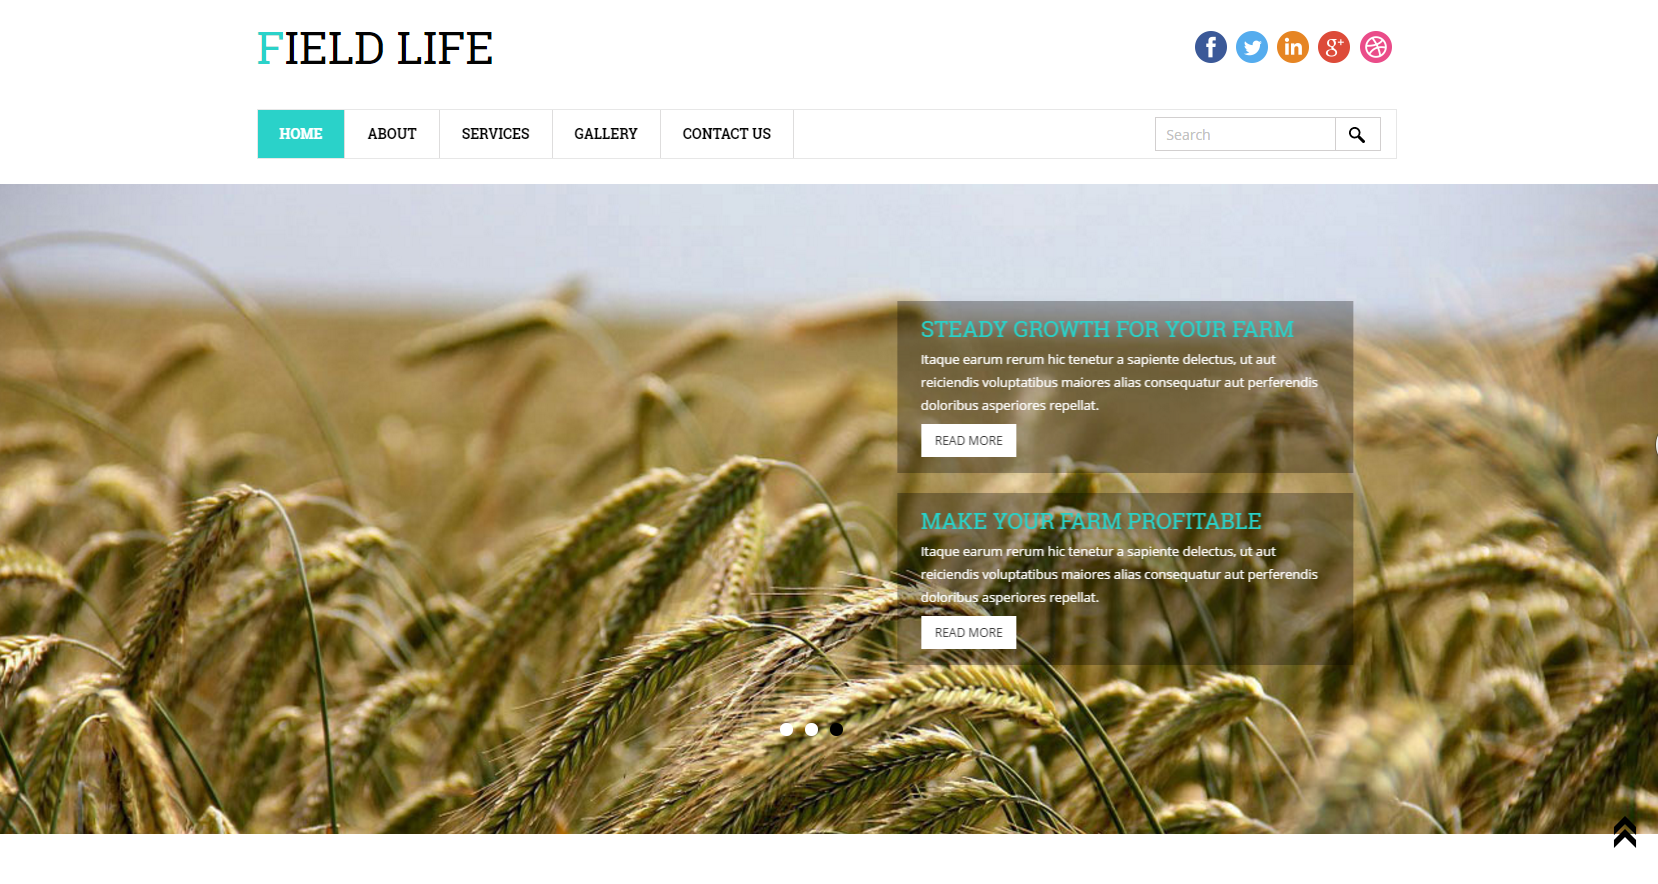 FIELD LIFE
HOME ABOUT SERVICES GALLERY CONTACT US Search
STEADY GROWTH FOR YOUR FARM
Itaque earum rerum hic tenetur a sapiente delectus, ut aut
reiciendis voluptatibus maiores alias consequatur aut perferendis
doloribus asperiores repellat.
READ MORE
MAKE YOUR FARM PROFITABLE
Itaque earum rerum hic tenetur a sapiente delectus, ut aut
reiciendis voluptatibus maiores alias consequatur aut perferendis
doloribus asperiores repellat.
READ MORE